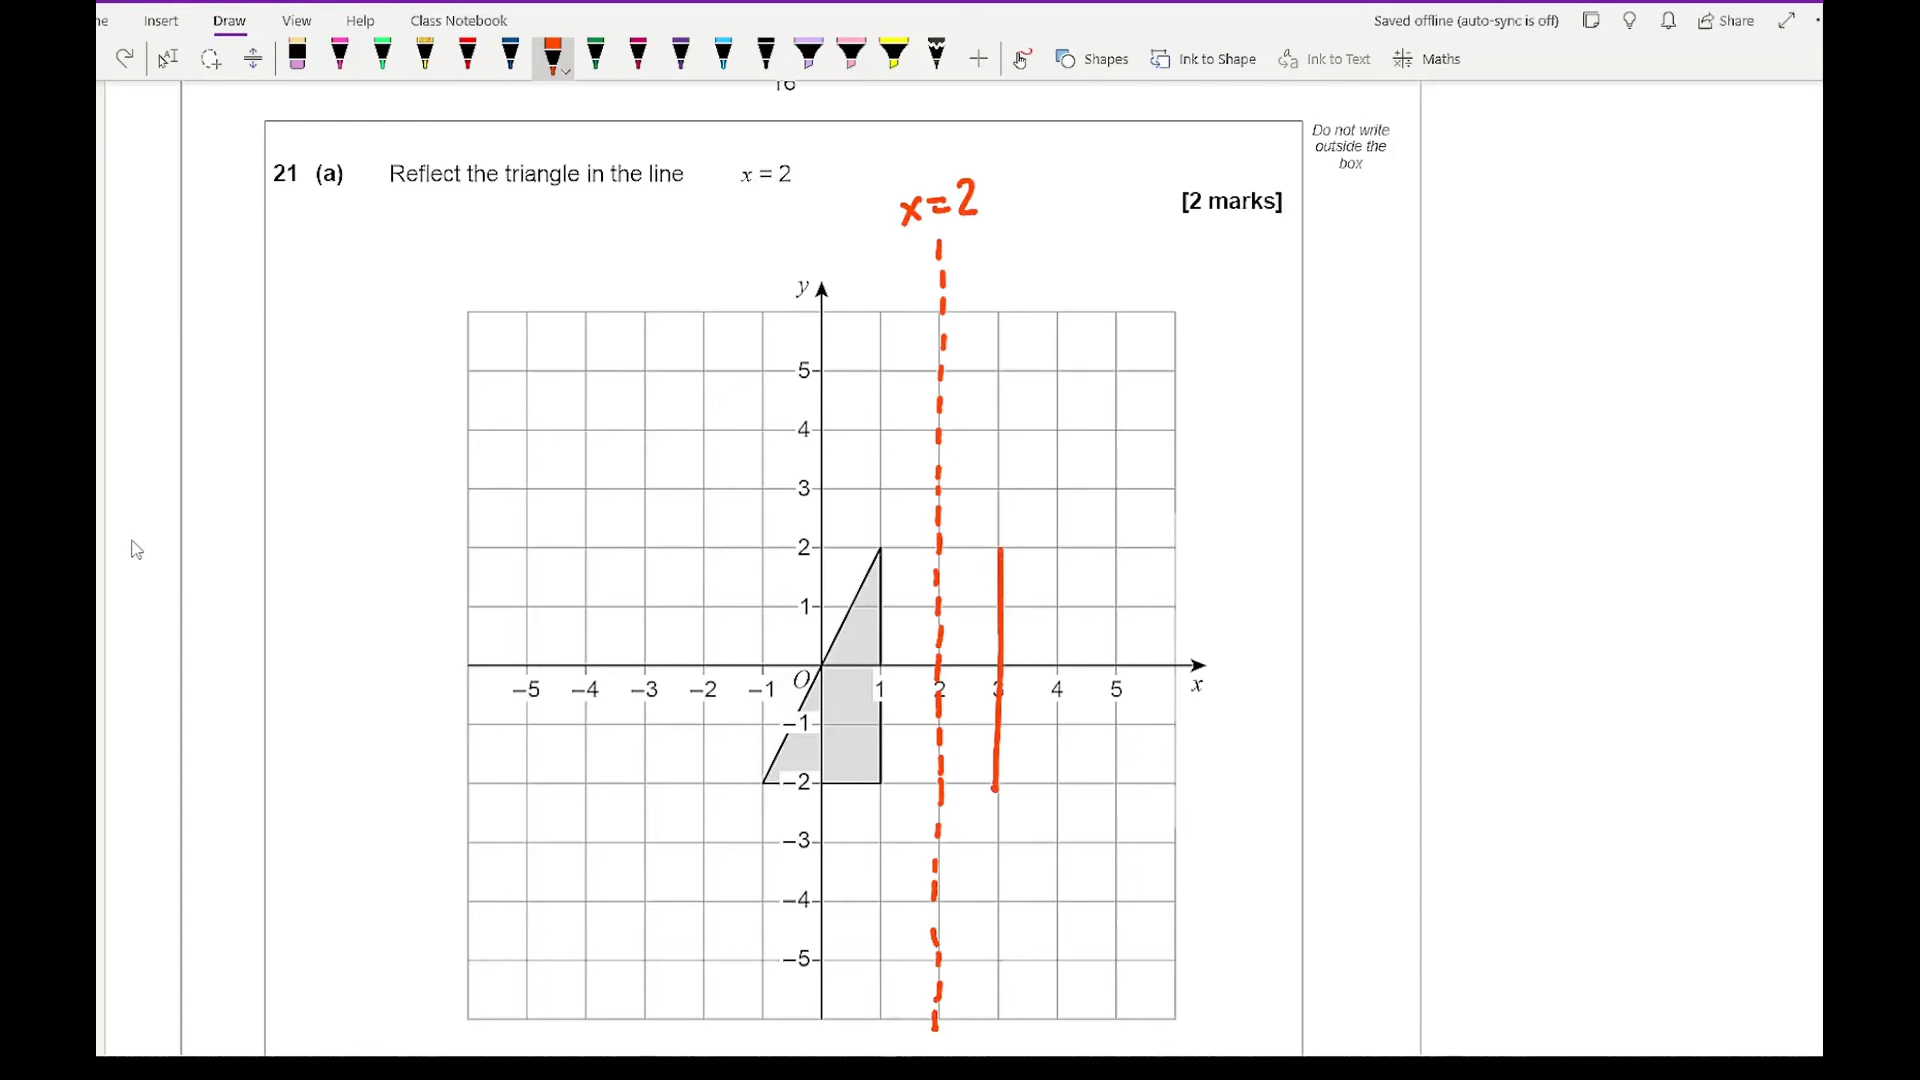 Insert Draw View Help Class Notebook Saved offline (auto-sync is off) Share
Shapes Ink to Shape Ink to Text Maths
Do not write
outside the
box
21 (a) Reflect the triangle in the line x = 2
[2 marks]
x=2
y
5
4
3
2
1
−5 −4 −3 −2 −1 O 1 2 3 4 5 x
−1
−2
−3
−4
−5